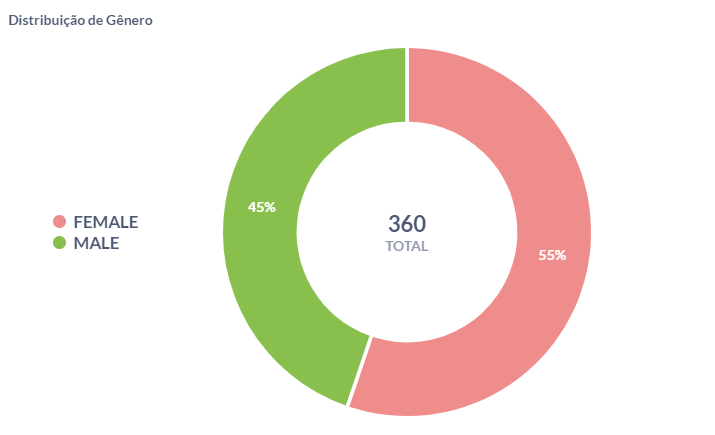 Distribuição de Gênero
FEMALE
MALE
45%
360
TOTAL
55%